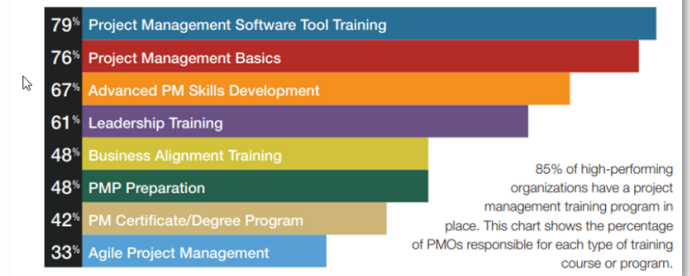 79% Project Management Software Tool Training
76% Project Management Basics
67% Advanced PM Skills Development
61% Leadership Training
48% Business Alignment Training
48% PMP Preparation
42% PM Certificate/Degree Program
33% Agile Project Management
85% of high-performing
organizations have a project
management training program in
place. This chart shows the percentage
of PMOs responsible for each type of training
course or program.